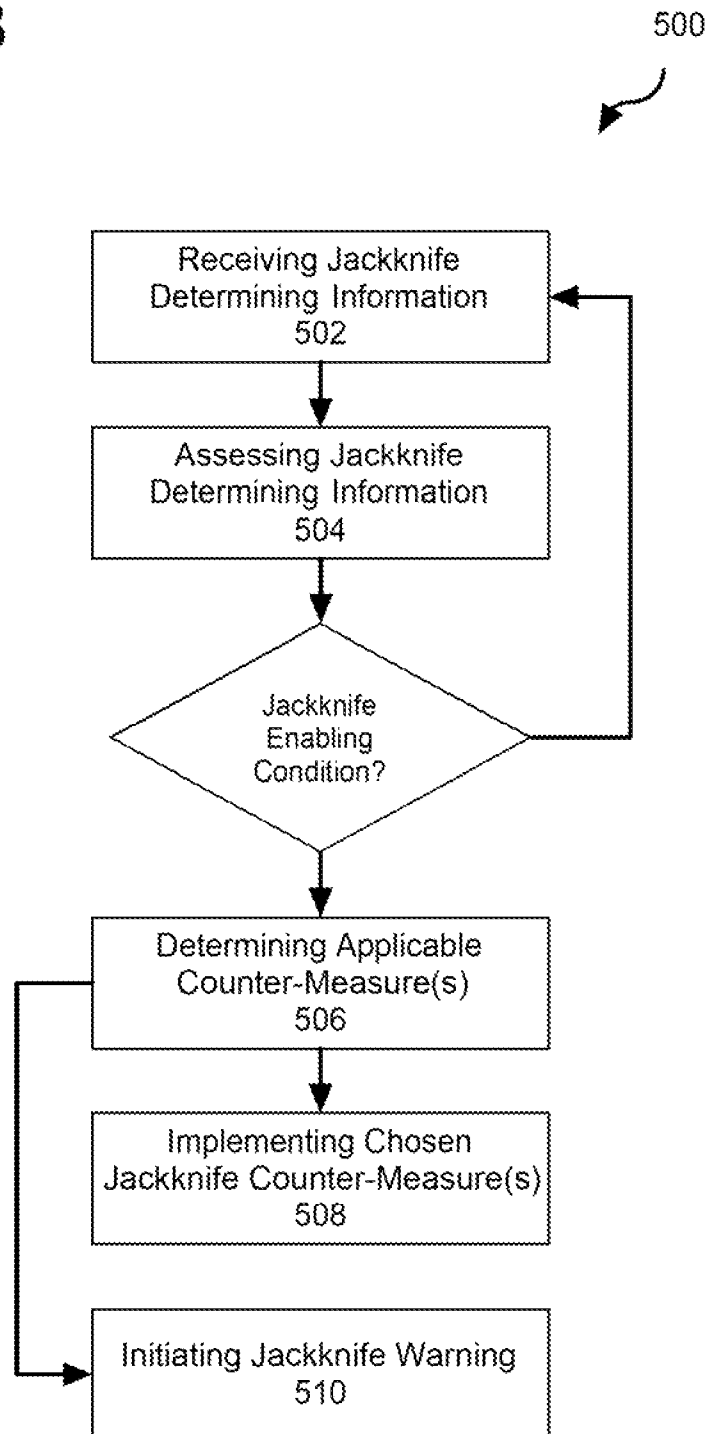 500
Receiving Jackknife
Determining Information
502
Assessing Jackknife
Determining Information
504
Jackknife
Enabling
Condition?
Determining Applicable
Counter-Measure(s)
506
Implementing Chosen
Jackknife Counter-Measure(s)
508
Initiating Jackknife Warning
510